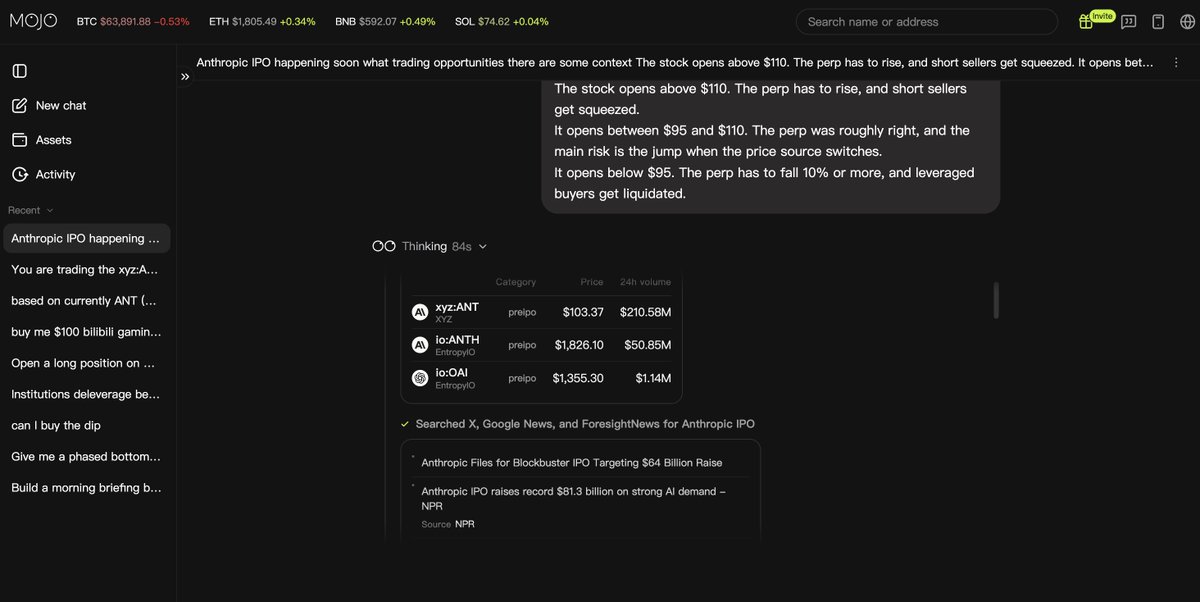 MOJO BTC $63,891.88 −0.53% ETH $1,805.49 +0.34% BNB $592.07 +0.49% SOL $74.62 +0.04% Search name or address Invite
Anthropic IPO happening soon what trading opportunities there are some context The stock opens above $110. The perp has to rise, and short sellers get squeezed. It opens bet...
New chat
Assets
Activity
Recent
Anthropic IPO happening ...
You are trading the xyz:A...
based on currently ANT (...
buy me $100 bilibili gamin...
Open a long position on ...
Institutions deleverage be...
can I buy the dip
Give me a phased bottom...
Build a morning briefing b...
The stock opens above $110. The perp has to rise, and short sellers
get squeezed.
It opens between $95 and $110. The perp was roughly right, and the
main risk is the jump when the price source switches.
It opens below $95. The perp has to fall 10% or more, and leveraged
buyers get liquidated.
Thinking 84s
Category Price 24h volume
xyz:ANT preipo $103.37 $210.58M
XYZ
io:ANTH preipo $1,826.10 $50.85M
EntropyIO
io:OAI preipo $1,355.30 $1.14M
EntropyIO
Searched X, Google News, and ForesightNews for Anthropic IPO
Anthropic Files for Blockbuster IPO Targeting $64 Billion Raise
Anthropic IPO raises record $81.3 billion on strong AI demand –
NPR
Source NPR